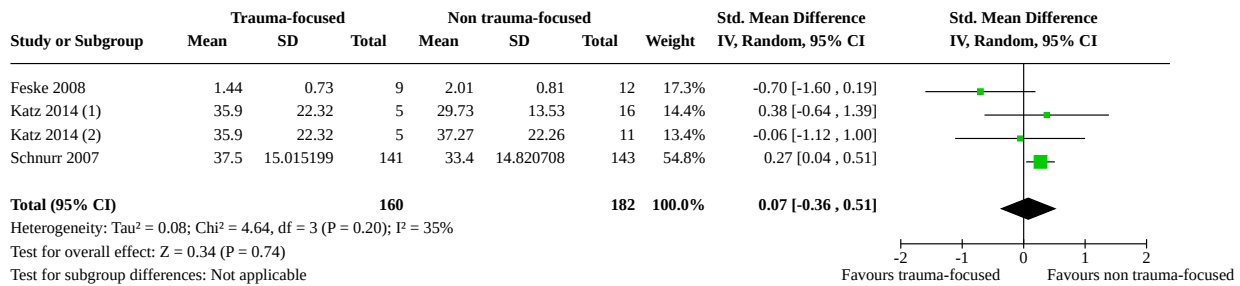 Trauma-focused Non trauma-focused Std. Mean Difference Std. Mean Difference
Study or Subgroup Mean SD Total Mean SD Total Weight IV, Random, 95% CI IV, Random, 95% CI
Feske 2008 1.44 0.73 9 2.01 0.81 12 17.3% -0.70 [-1.60 , 0.19]
Katz 2014 (1) 35.9 22.32 5 29.73 13.53 16 14.4% 0.38 [-0.64 , 1.39]
Katz 2014 (2) 35.9 22.32 5 37.27 22.26 11 13.4% -0.06 [-1.12 , 1.00]
Schnurr 2007 37.5 15.015199 141 33.4 14.820708 143 54.8% 0.27 [0.04 , 0.51]
Total (95% CI) 160 182 100.0% 0.07 [-0.36 , 0.51]
Heterogeneity: Tau² = 0.08; Chi² = 4.64, df = 3 (P = 0.20); I² = 35%
Test for overall effect: Z = 0.34 (P = 0.74) -2 -1 0 1 2
Test for subgroup differences: Not applicable Favours trauma-focused Favours non trauma-focused